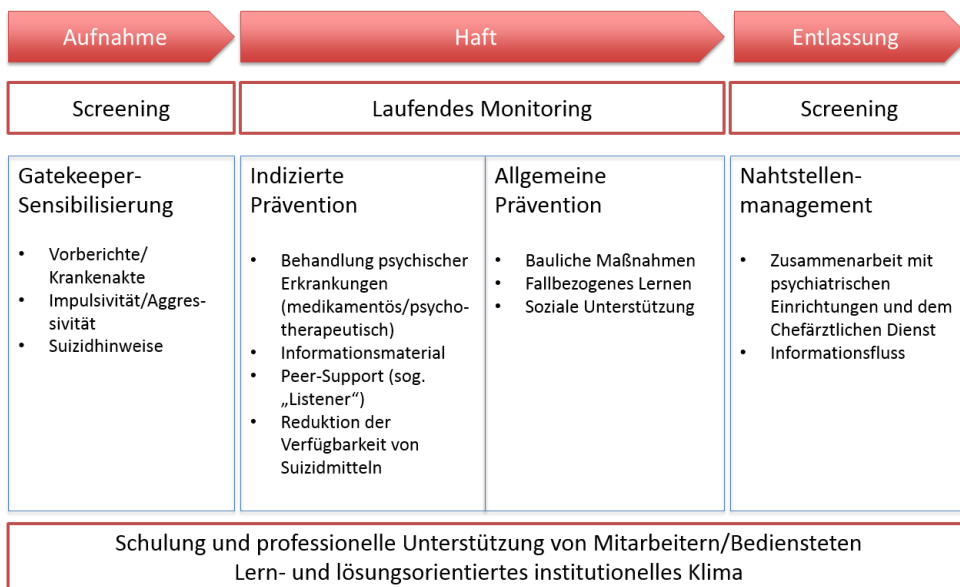 Aufnahme
Haft
Entlassung
Screening
Laufendes Monitoring
Screening
Gatekeeper-
Sensibilisierung
• Vorberichte/
Krankenakte
• Impulsivität/Aggres-
sivität
• Suizidhinweise
Indizierte
Prävention
• Behandlung psychischer
Erkrankungen
(medikamentös/psycho-
therapeutisch)
• Informationsmaterial
• Peer-Support (sog.
„Listener“)
• Reduktion der
Verfügbarkeit von
Suizidmitteln
Allgemeine
Prävention
• Bauliche Maßnahmen
• Fallbezogenes Lernen
• Soziale Unterstützung
Nahtstellen-
management
• Zusammenarbeit mit
psychiatrischen
Einrichtungen und dem
Chefärztlichen Dienst
• Informationsfluss
Schulung und professionelle Unterstützung von Mitarbeitern/Bediensteten
Lern- und lösungsorientiertes institutionelles Klima